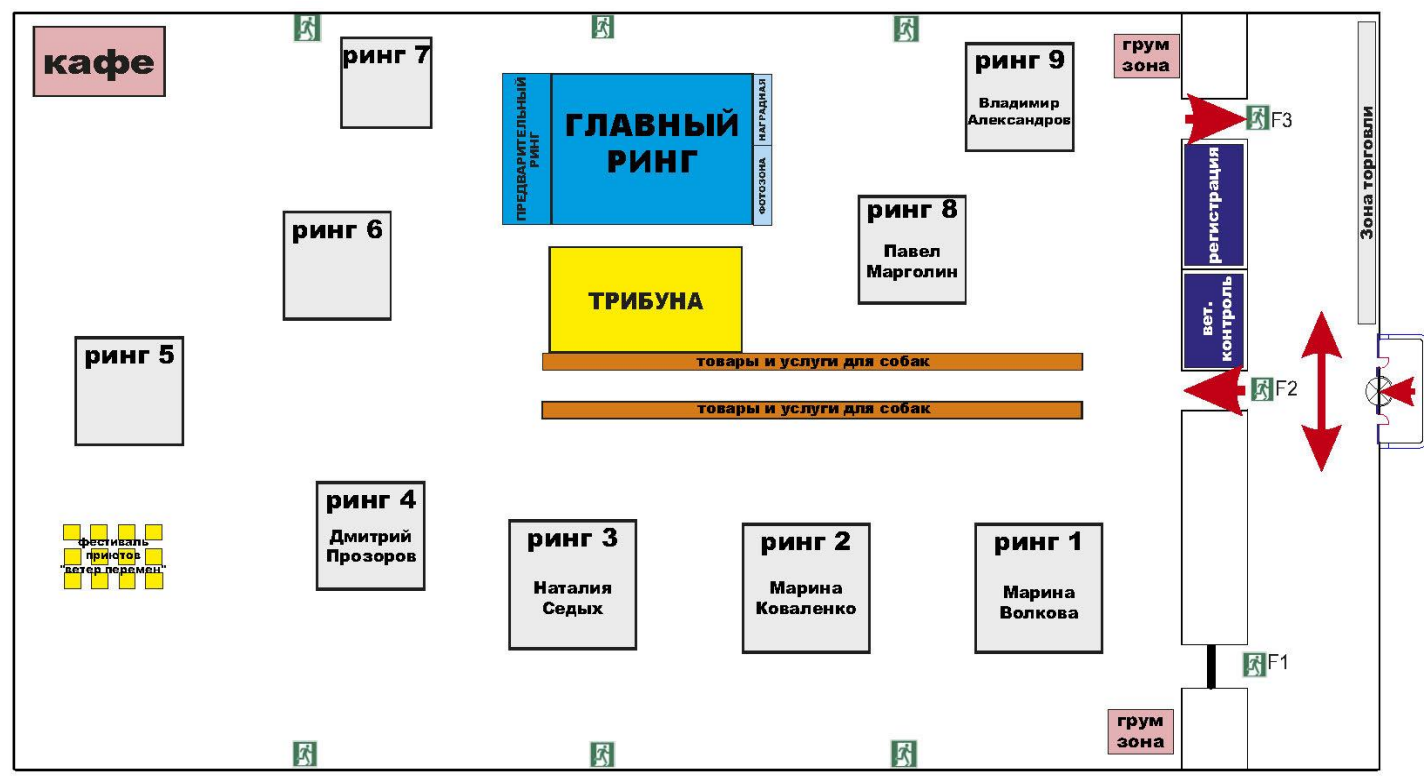 кафе
ринг 7
ПРЕДВАРИТЕЛЬНЫЙ
РИНГ
ГЛАВНЫЙ
РИНГ
НАГРАДНАЯ
ФОТОЗОНА
ринг 9
Владимир
Александров
грум
зона
F3
Зона торговли
регистрация
ринг 6
ринг 8
Павел
Марголин
ТРИБУНА
вет.
контроль
ринг 5
товары и услуги для собак
F2
товары и услуги для собак
ринг 4
Дмитрий
Прозоров
ринг 3
Наталия
Седых
ринг 2
Марина
Коваленко
ринг 1
Марина
Волкова
фестиваль
приютов
"ветер перемен"
F1
грум
зона